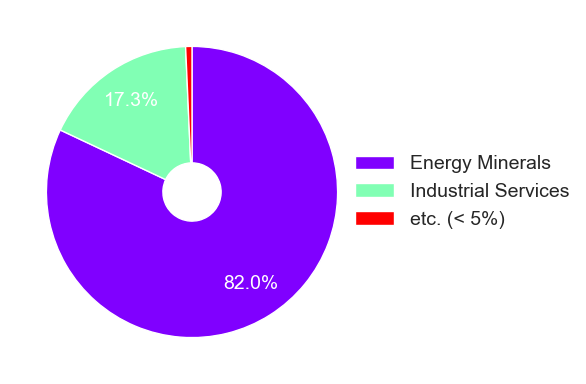 17.3%
82.0%
Energy Minerals
Industrial Services
etc. (< 5%)